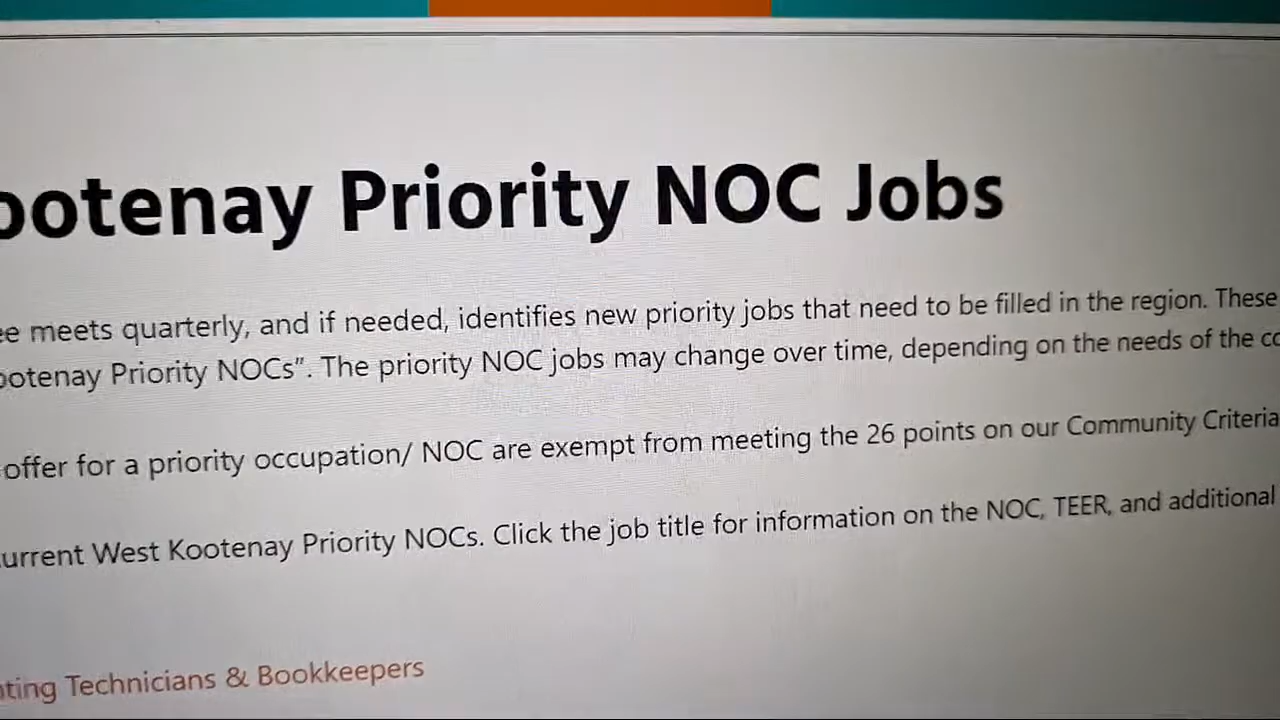 ootenay Priority NOC Jobs
ee meets quarterly, and if needed, identifies new priority jobs that need to be filled in the region. These
ootenay Priority NOCs". The priority NOC jobs may change over time, depending on the needs of the co
offer for a priority occupation/ NOC are exempt from meeting the 26 points on our Community Criteria
urrent West Kootenay Priority NOCs. Click the job title for information on the NOC, TEER, and additional
nting Technicians & Bookkeepers